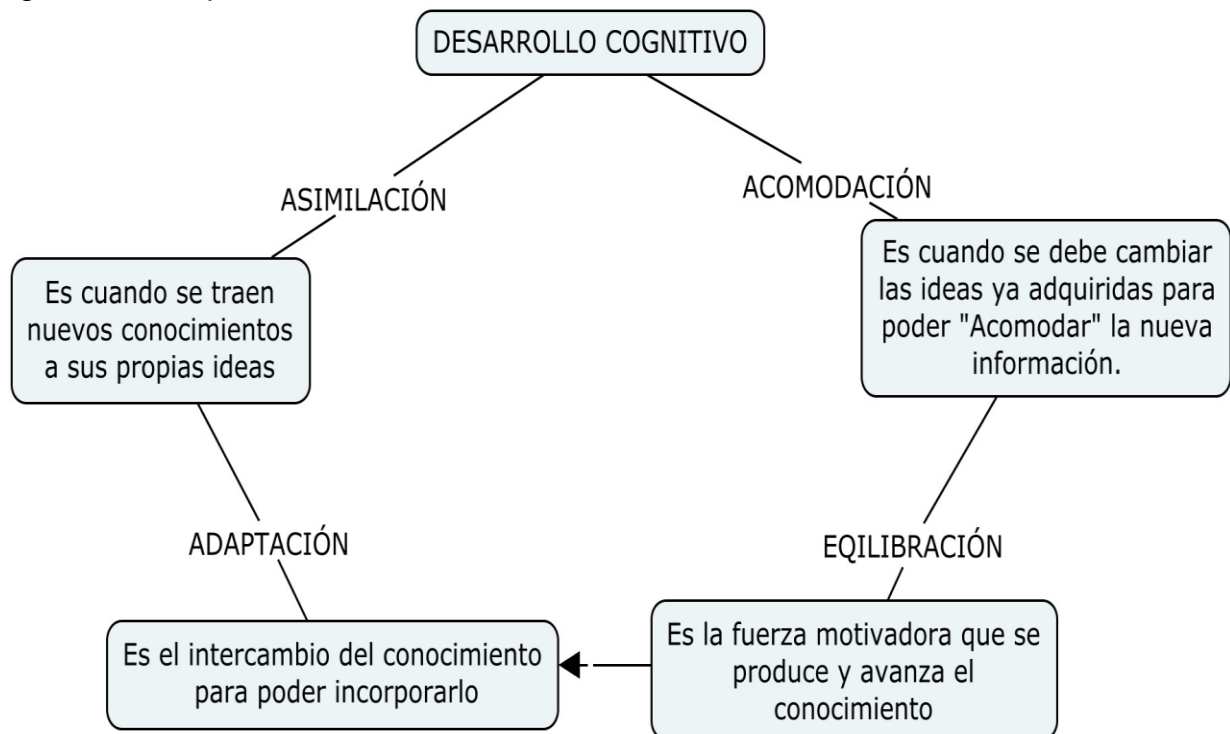 DESARROLLO COGNITIVO
ASIMILACIÓN
ACOMODACIÓN
Es cuando se traen
nuevos conocimientos
a sus propias ideas
Es cuando se debe cambiar
las ideas ya adquiridas para
poder "Acomodar" la nueva
información.
ADAPTACIÓN
EQILIBRACIÓN
Es el intercambio del conocimiento
para poder incorporarlo
Es la fuerza motivadora que se
produce y avanza el
conocimiento